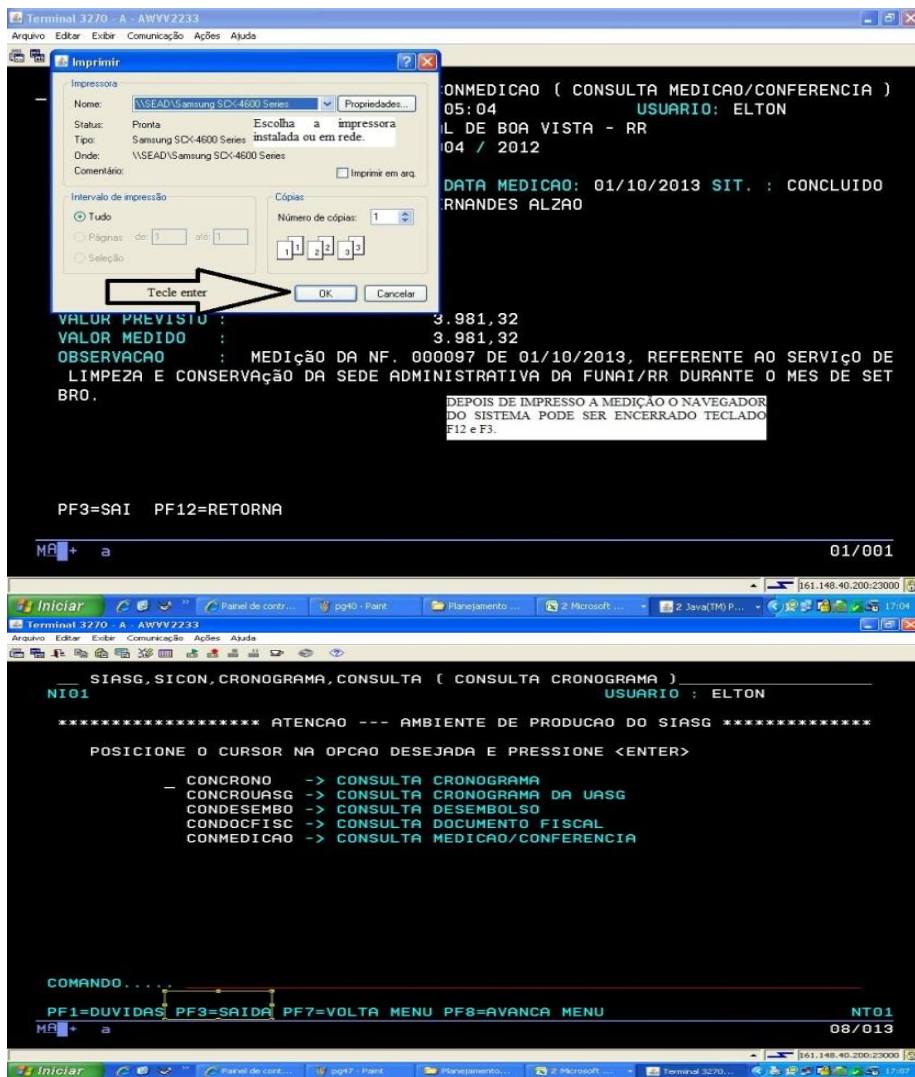 Terminal 3270 - A - AWVV2233
Arquivo Editar Exibir Comunicação Ações Ajuda
Imprimir
Impressora
Nome: \\SEAD\Samsung SCX-4600 Series Propriedades...
Status: Pronta
Tipo: Samsung SCX-4600 Series
Onde: \\SEAD\Samsung SCX-4600 Series
Comentário:
Imprimir em arq.
Escolha a impressora
instalada ou em rede.
Intervalo de impressão
Tudo
Páginas de: 1 até: 1
Seleção
Cópias
Número de cópias: 1
1 1 2 2 3 3
Tecle enter
OK Cancelar
ONMEDICAO ( CONSULTA MEDICAO/CONFERENCIA )
05:04 USUARIO: ELTON
L DE BOA VISTA - RR
004 / 2012
DATA MEDICAO: 01/10/2013 SIT. : CONCLUIDO
RNANDES ALZAO
VALOR PREVISTO : 3.981,32
VALOR MEDIDO : 3.981,32
OBSERVACAO : MEDIçãO DA NF. 000097 DE 01/10/2013, REFERENTE AO SERVIçO DE
LIMPEZA E CONSERVAçãO DA SEDE ADMINISTRATIVA DA FUNAI/RR DURANTE O MES DE SET
BRO.
DEPOIS DE IMPRESSO A MEDIÇÃO O NAVEGADOR
DO SISTEMA PODE SER ENCERRADO TECLADO
F12 e F3.
PF3=SAI PF12=RETORNA
MA + a 01/001
161.148.40.200:23000
Iniciar Painel de contr... pg40 - Paint Planejamento ... 2 Microsoft ... 2 Java(TM) P... 17:04
Terminal 3270 - A - AWVV2233
Arquivo Editar Exibir Comunicação Ações Ajuda
SIASG,SICON,CRONOGRAMA,CONSULTA ( CONSULTA CRONOGRAMA )
NI01 USUARIO : ELTON
******************* ATENCAO --- AMBIENTE DE PRODUCAO DO SIASG **************
POSICIONE O CURSOR NA OPCAO DESEJADA E PRESSIONE <ENTER>
CONCRONO -> CONSULTA CRONOGRAMA
CONCROUASG -> CONSULTA CRONOGRAMA DA UASG
CONDESEMBO -> CONSULTA DESEMBOLSO
CONDOCFISC -> CONSULTA DOCUMENTO FISCAL
CONMEDICAO -> CONSULTA MEDICAO/CONFERENCIA
COMANDO.....
PF1=DUVIDAS PF3=SAIDA PF7=VOLTA MENU PF8=AVANCA MENU NT01
MA + a 08/013
161.148.40.200:23000
Iniciar Painel de cont... pg47 - Paint Planejamento... 2 Microsoft ... Terminal 3270... 17:07